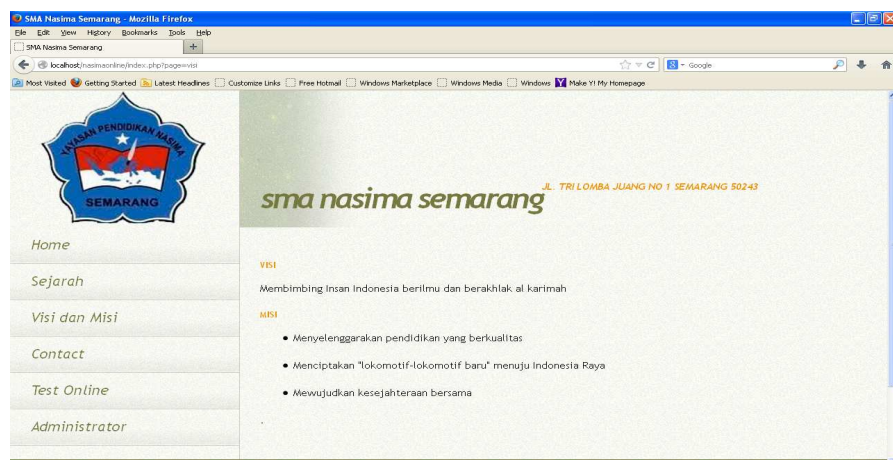 SMA Nasima Semarang - Mozilla Firefox
File Edit View History Bookmarks Tools Help
SMA Nasima Semarang +
localhost/nasimaonline/index.php?page=visi
Google
Most Visited Getting Started Latest Headlines Customize Links Free Hotmail Windows Marketplace Windows Media Windows Make Y! My Homepage
YAYASAN PENDIDIKAN NASIMA
SEMARANG
sma nasima semarang
JL. TRI LOMBA JUANG NO 1 SEMARANG 50243
Home
Sejarah
Visi dan Misi
Contact
Test Online
Administrator
VISI
Membimbing Insan Indonesia berilmu dan berakhlak al karimah
MISI
• Menyelenggarakan pendidikan yang berkualitas
• Menciptakan "lokomotif-lokomotif baru" menuju Indonesia Raya
• Mewujudkan kesejahteraan bersama
.